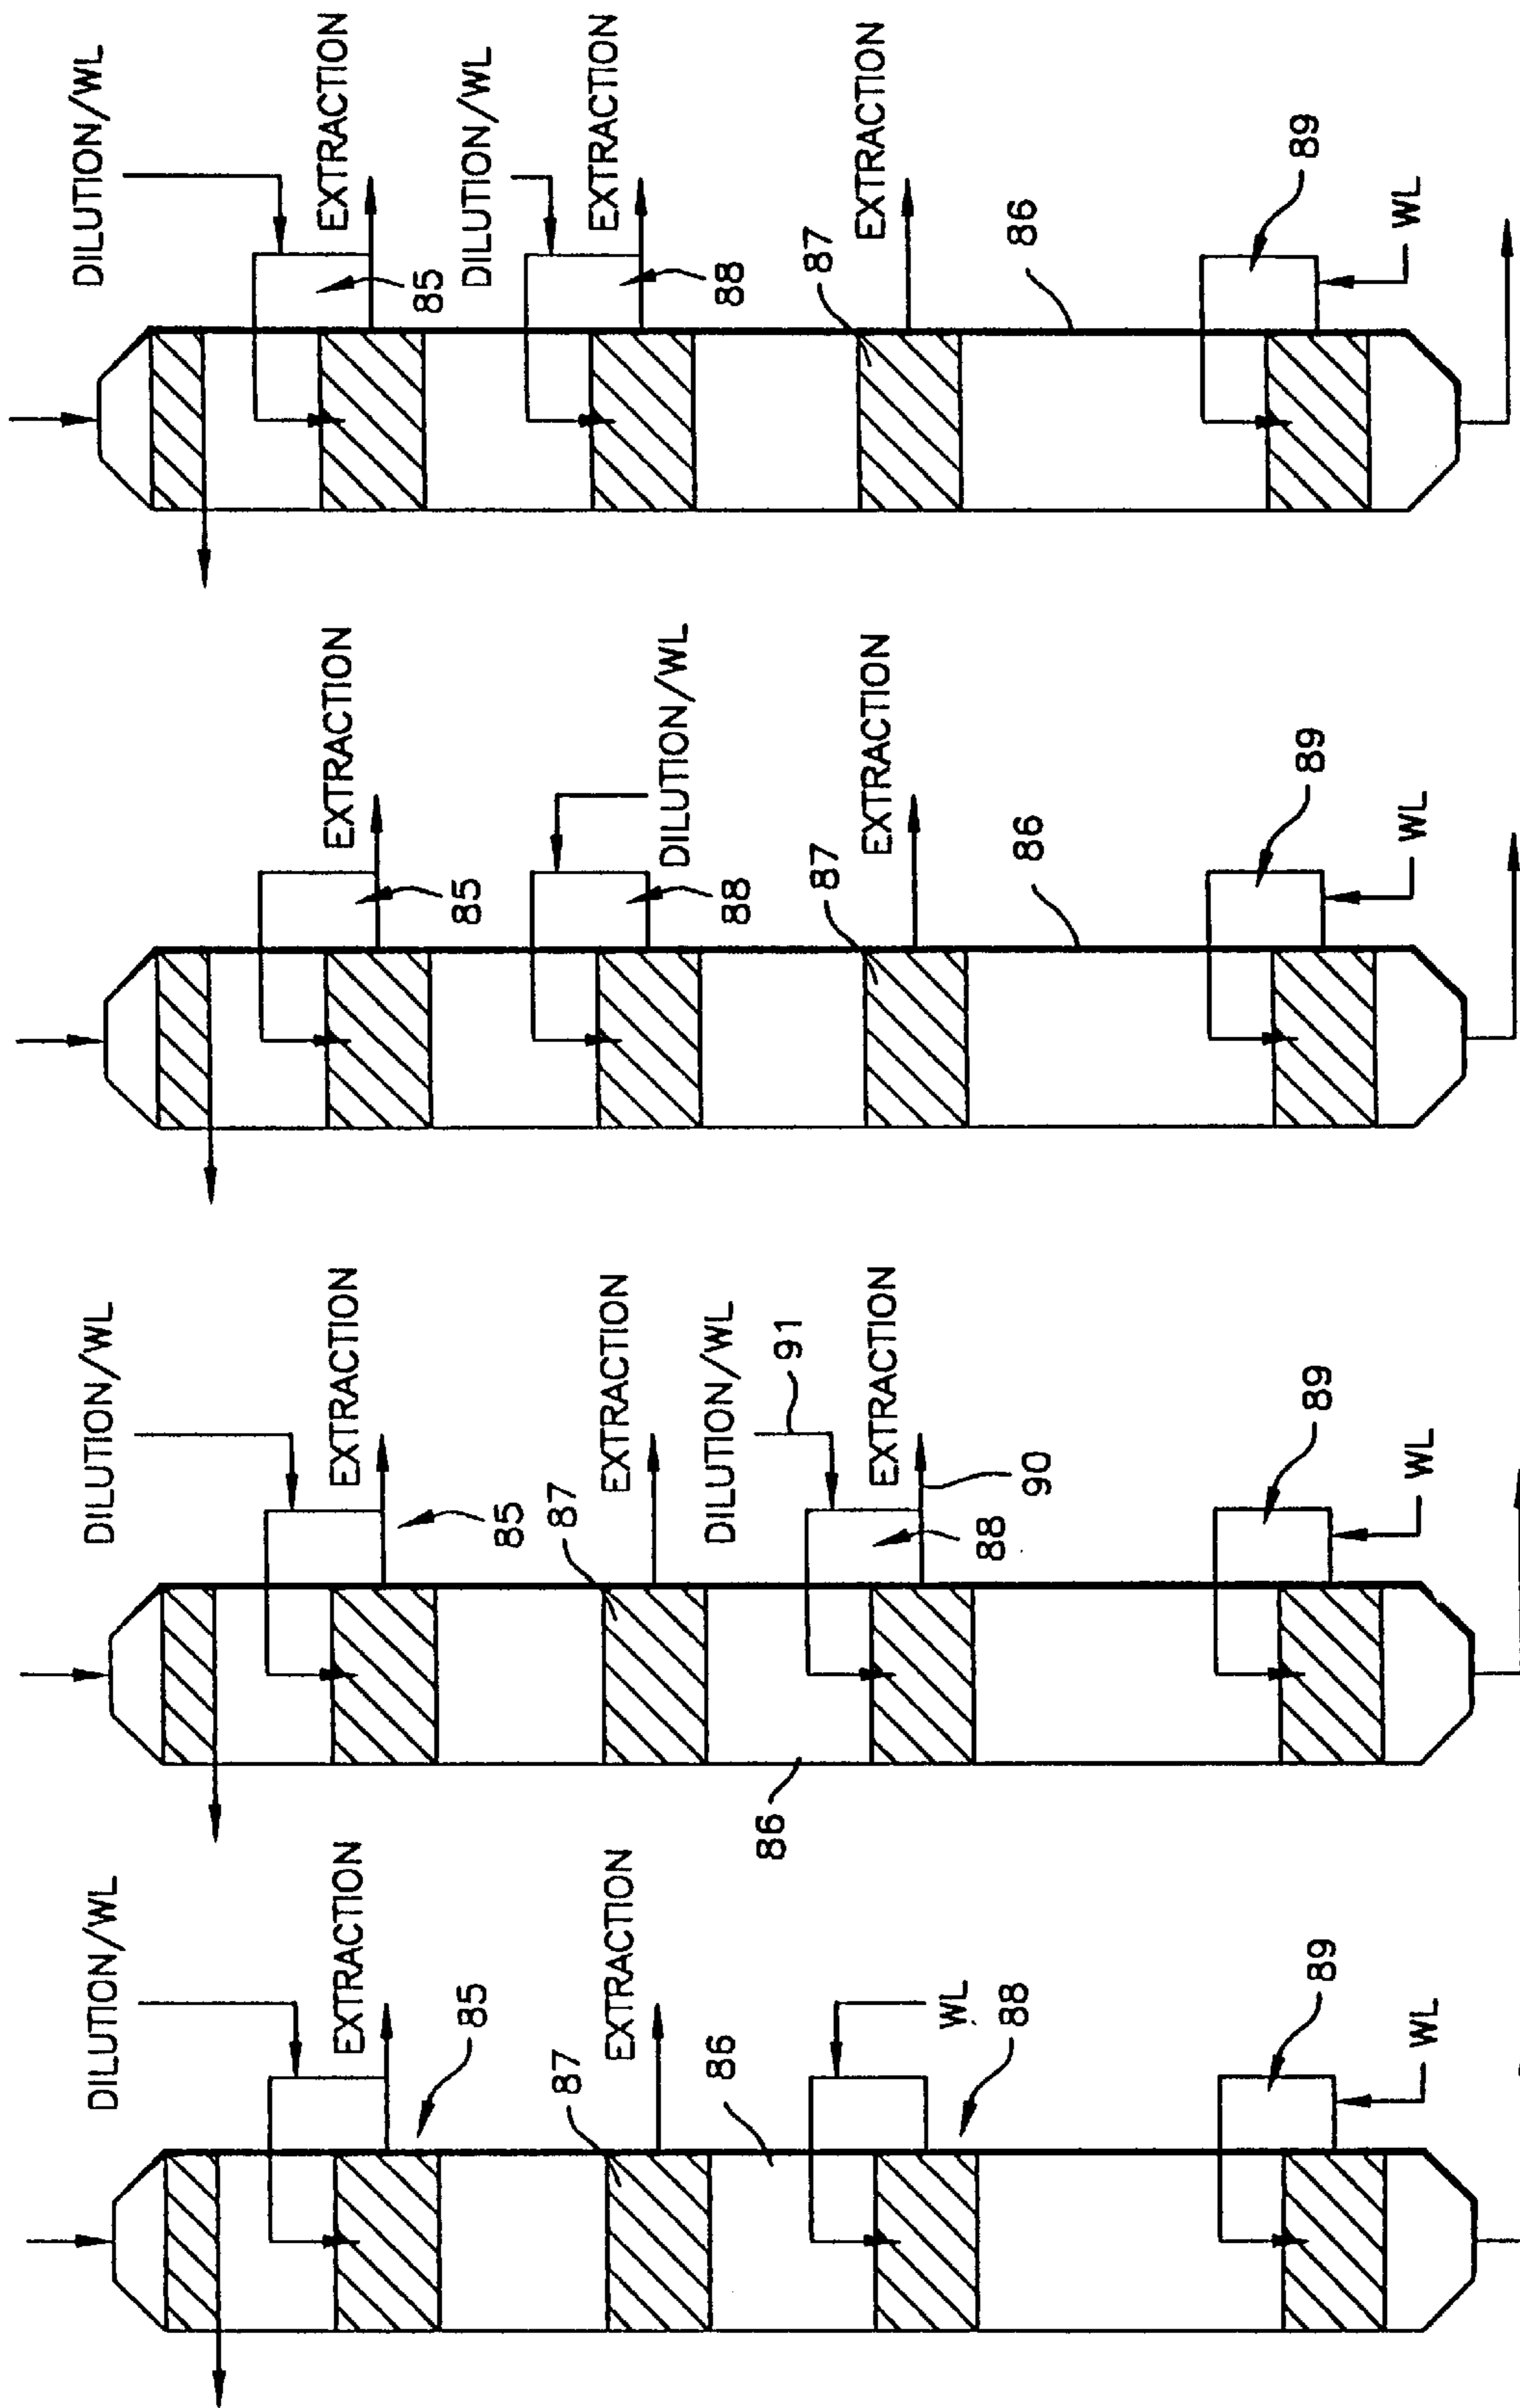 DILUTION/WL
EXTRACTION
85
87
EXTRACTION
86
WL
88
89
WL
DILUTION/WL
EXTRACTION
85
87
EXTRACTION
DILUTION/WL
91
86
EXTRACTION
88
90
89
WL
EXTRACTION
85
DILUTION/WL
88
87
EXTRACTION
86
89
WL
DILUTION/WL
EXTRACTION
85
DILUTION/WL
EXTRACTION
88
87
EXTRACTION
86
89
WL